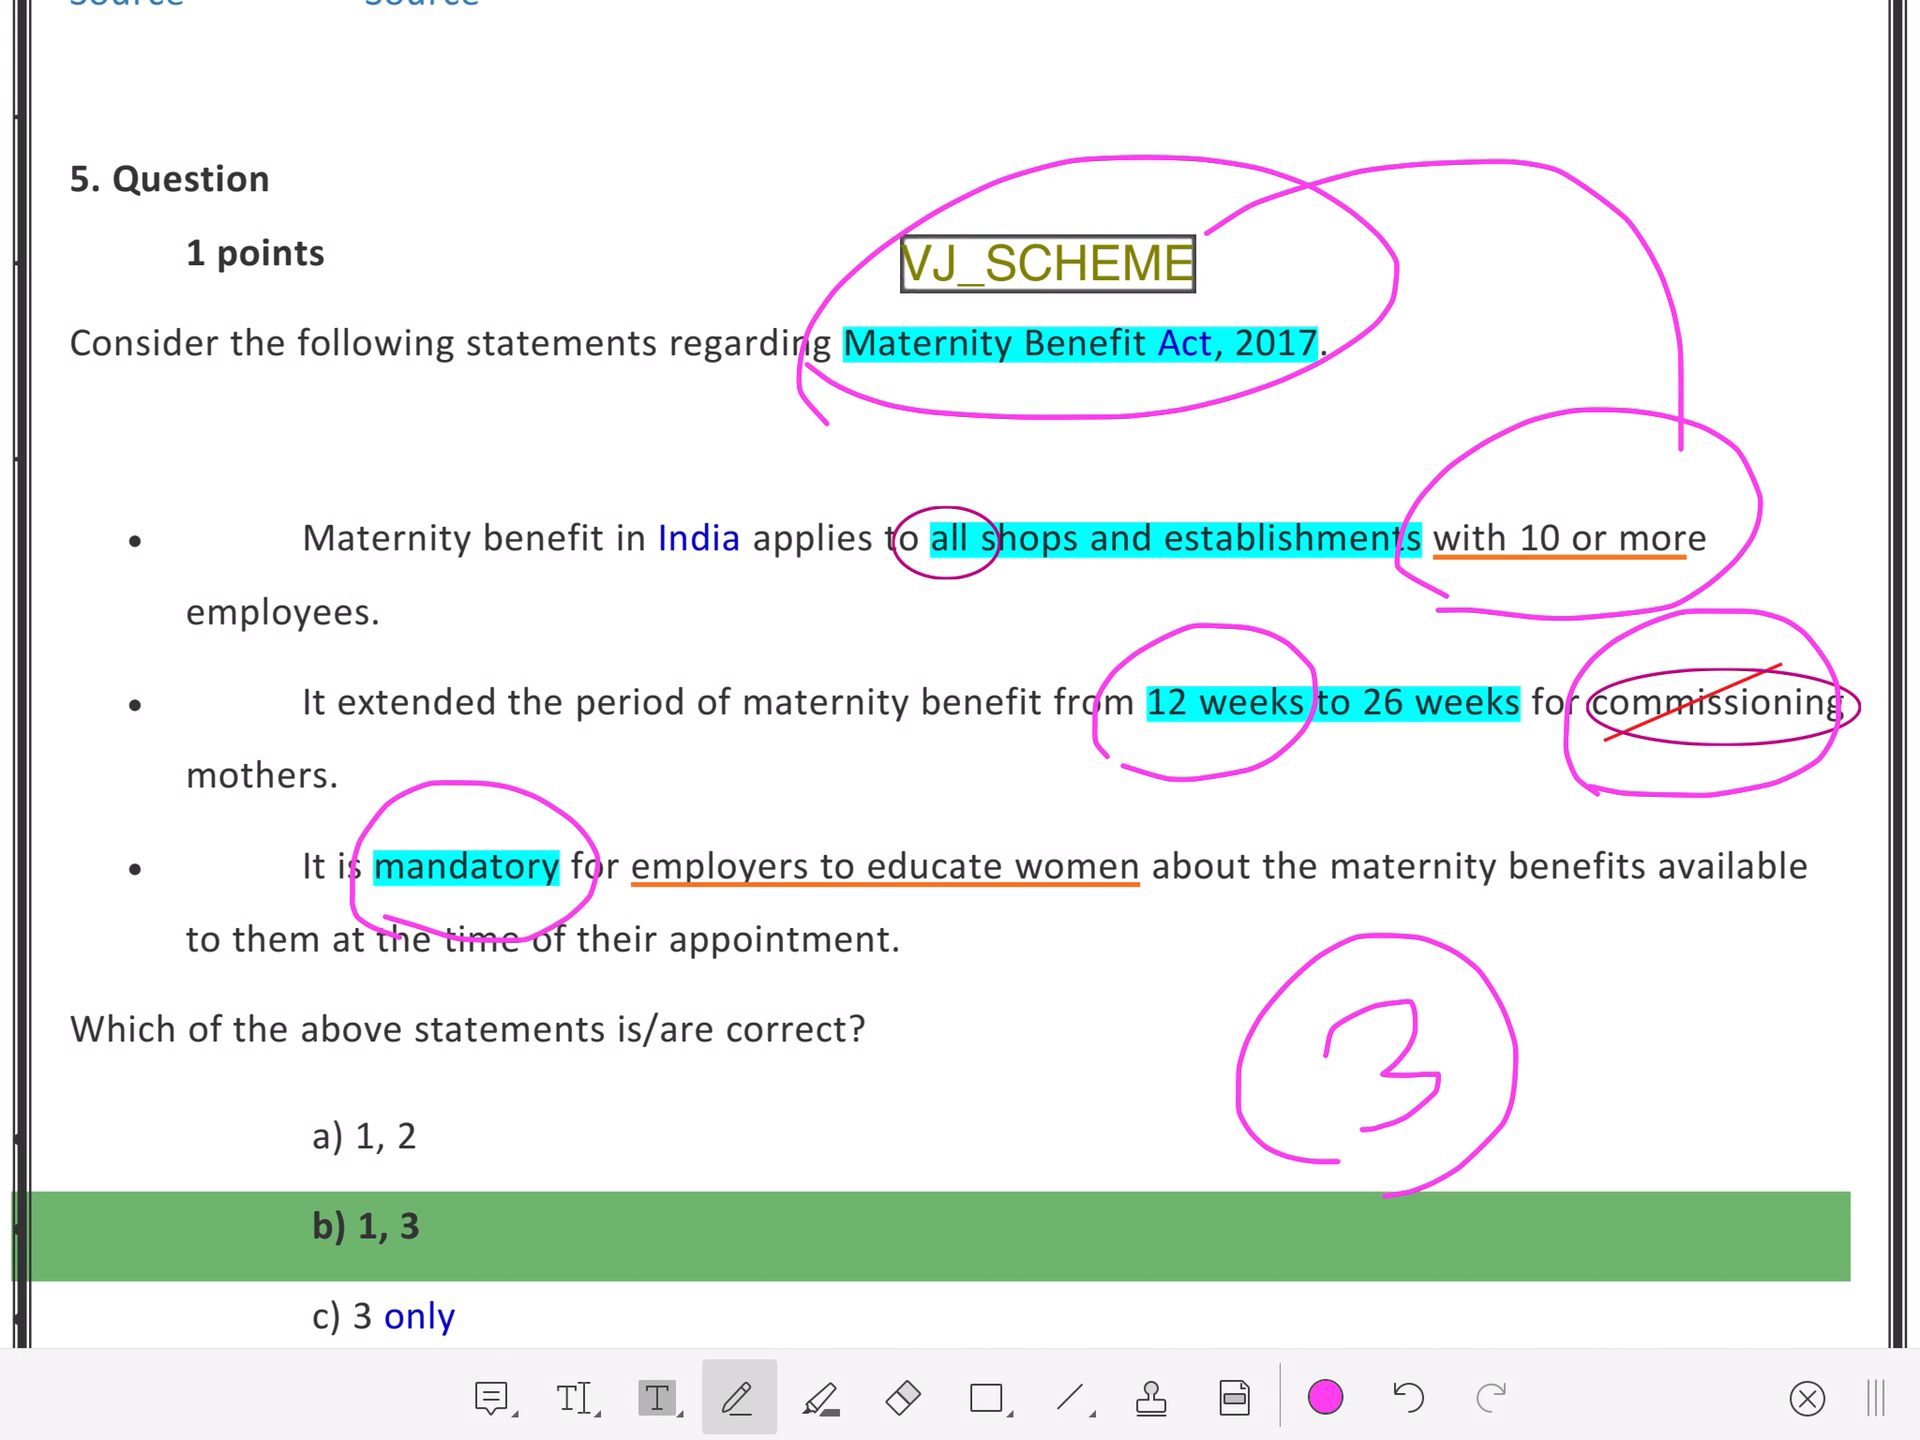 5. Question
1 points
VJ_SCHEME
Consider the following statements regarding Maternity Benefit Act, 2017.
• Maternity benefit in India applies to all shops and establishments with 10 or more
employees.
• It extended the period of maternity benefit from 12 weeks to 26 weeks for commissioning
mothers.
• It is mandatory for employers to educate women about the maternity benefits available
to them at the time of their appointment.
Which of the above statements is/are correct?
3
a) 1, 2
b) 1, 3
c) 3 only